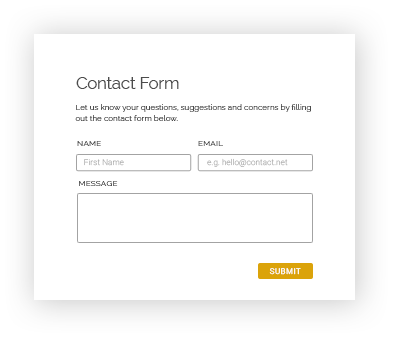 Contact Form
Let us know your questions, suggestions and concerns by filling
out the contact form below.
NAME
EMAIL
First Name
e.g. hello@contact.net
MESSAGE
SUBMIT